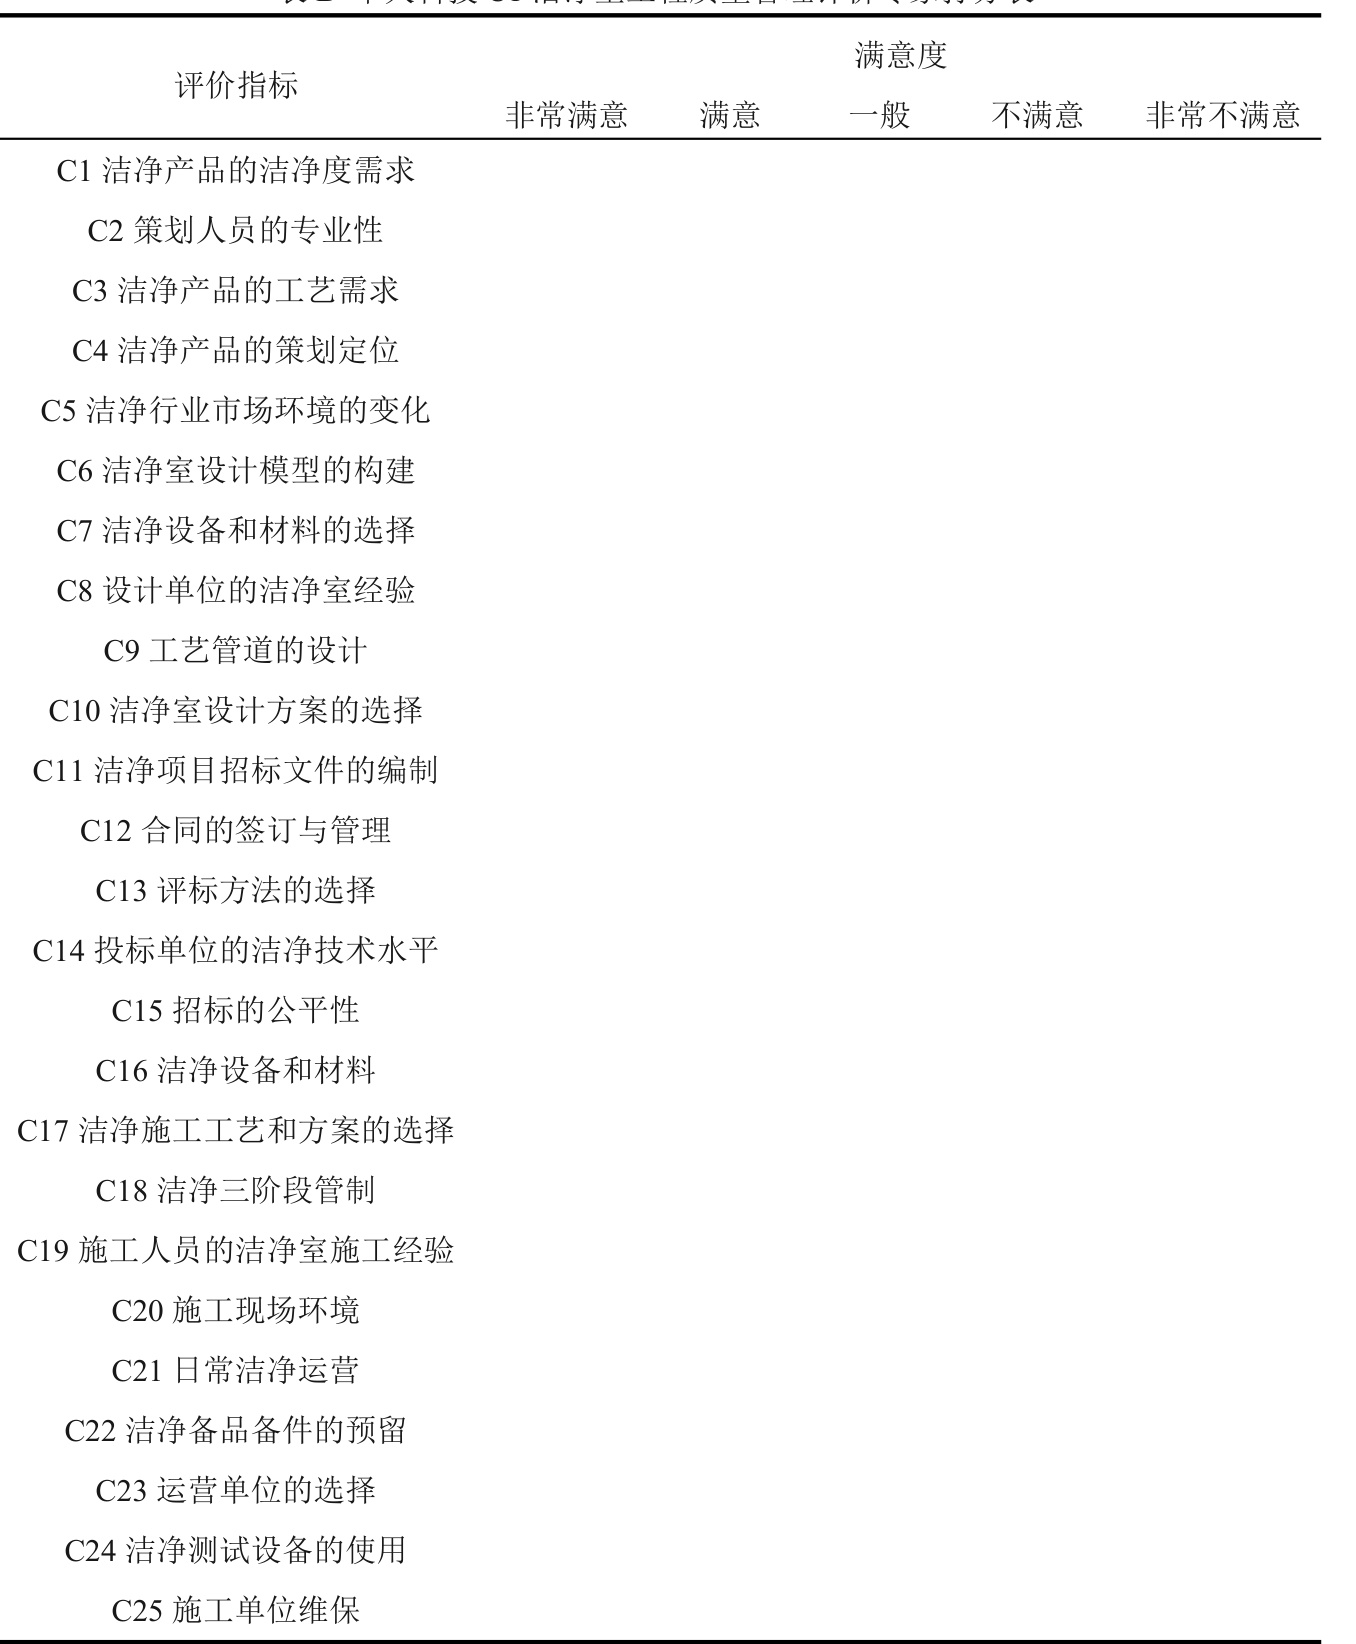 满意度
评价指标
非常满意 满意 一般 不满意 非常不满意
C1 洁净产品的洁净度需求
C2 策划人员的专业性
C3 洁净产品的工艺需求
C4 洁净产品的策划定位
C5 洁净行业市场环境的变化
C6 洁净室设计模型的构建
C7 洁净设备和材料的选择
C8 设计单位的洁净室经验
C9 工艺管道的设计
C10 洁净室设计方案的选择
C11 洁净项目招标文件的编制
C12 合同的签订与管理
C13 评标方法的选择
C14 投标单位的洁净技术水平
C15 招标的公平性
C16 洁净设备和材料
C17 洁净施工工艺和方案的选择
C18 洁净三阶段管制
C19 施工人员的洁净室施工经验
C20 施工现场环境
C21 日常洁净运营
C22 洁净备品备件的预留
C23 运营单位的选择
C24 洁净测试设备的使用
C25 施工单位维保